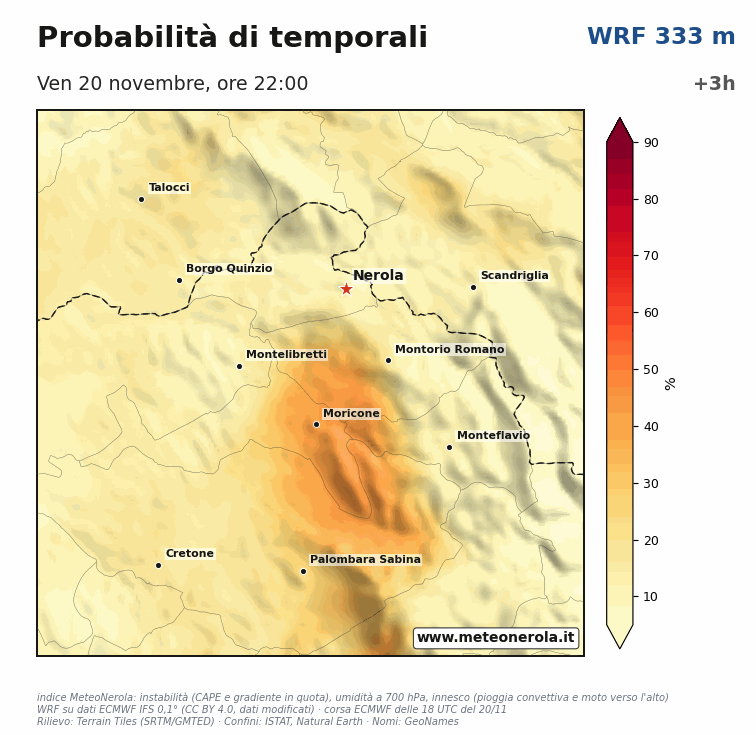 Probabilità di temporali
WRF 333 m
Ven 20 novembre, ore 22:00
+3h
Talocci
Borgo Quinzio
Nerola
Scandriglia
Montelibretti
Montorio Romano
Moricone
Monteflavio
Cretone
Palombara Sabina
www.meteonerola.it
90
80
70
60
50
40
30
20
10
%
indice MeteoNerola: instabilità (CAPE e gradiente in quota), umidità a 700 hPa, innesco (pioggia convettiva e moto verso l'alto)
WRF su dati ECMWF IFS 0,1° (CC BY 4.0, dati modificati) · corsa ECMWF delle 18 UTC del 20/11
Rilievo: Terrain Tiles (SRTM/GMTED) · Confini: ISTAT, Natural Earth · Nomi: GeoNames